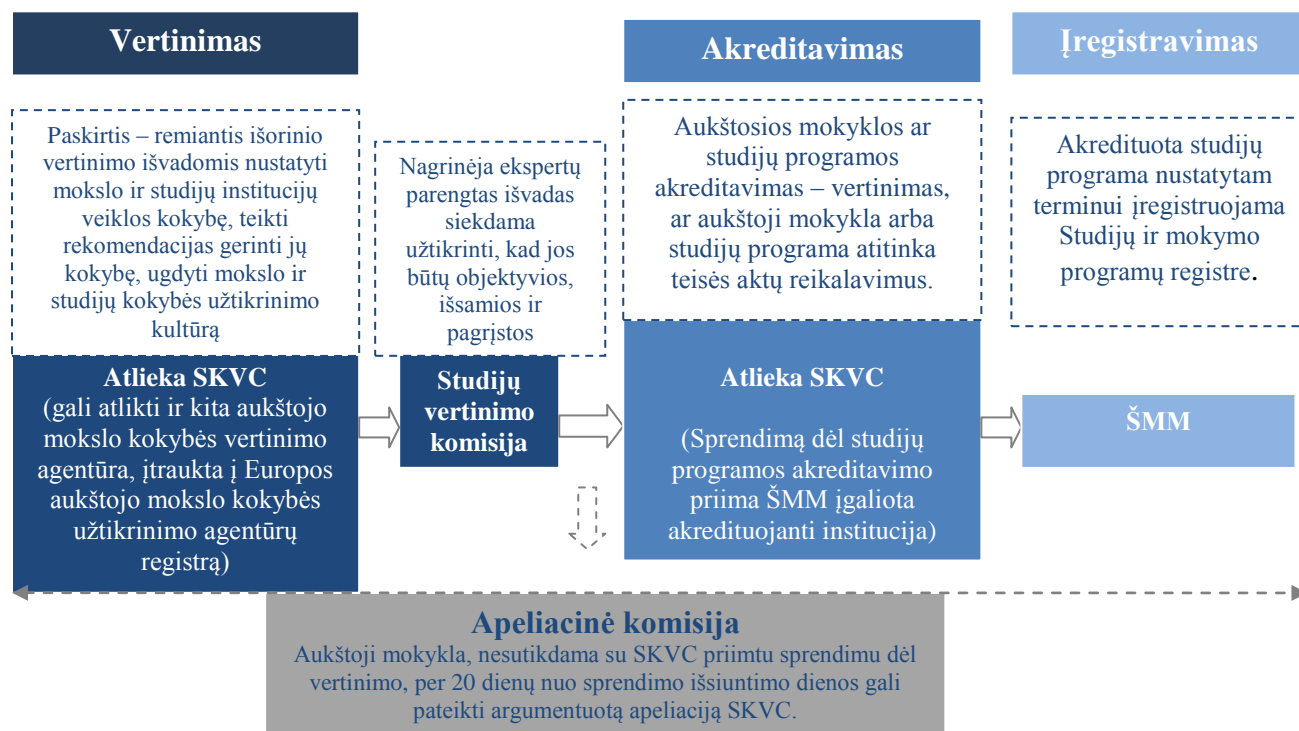 Vertinimas
Paskirtis – remiantis išorinio
vertinimo išvadomis nustatyti
mokslo ir studijų institucijų
veiklos kokybę, teikti
rekomendacijas gerinti jų
kokybę, ugdyti mokslo ir
studijų kokybės užtikrinimo
kultūrą
Atlieka SKVC
(gali atlikti ir kita aukštojo
mokslo kokybės vertinimo
agentūra, įtraukta į Europos
aukštojo mokslo kokybės
užtikrinimo agentūrų
registrą)
Nagrinėja ekspertų
parengtas išvadas
siekdama
užtikrinti, kad jos
būtų objektyvios,
išsamios ir
pagrįstos
Studijų
vertinimo
komisija
Akreditavimas
Aukštosios mokyklos ar
studijų programos
akreditavimas – vertinimas,
ar aukštoji mokykla arba
studijų programa atitinka
teisės aktų reikalavimus.
Atlieka SKVC
(Sprendimą dėl studijų
programos akreditavimo
priima ŠMM įgaliota
akredituojanti institucija)
Įregistravimas
Akredituota studijų
programa nustatytam
terminui įregistruojama
Studijų ir mokymo
programų registre.
ŠMM
Apeliacinė komisija
Aukštoji mokykla, nesutikdama su SKVC priimtu sprendimu dėl
vertinimo, per 20 dienų nuo sprendimo išsiuntimo dienos gali
pateikti argumentuotą apeliaciją SKVC.